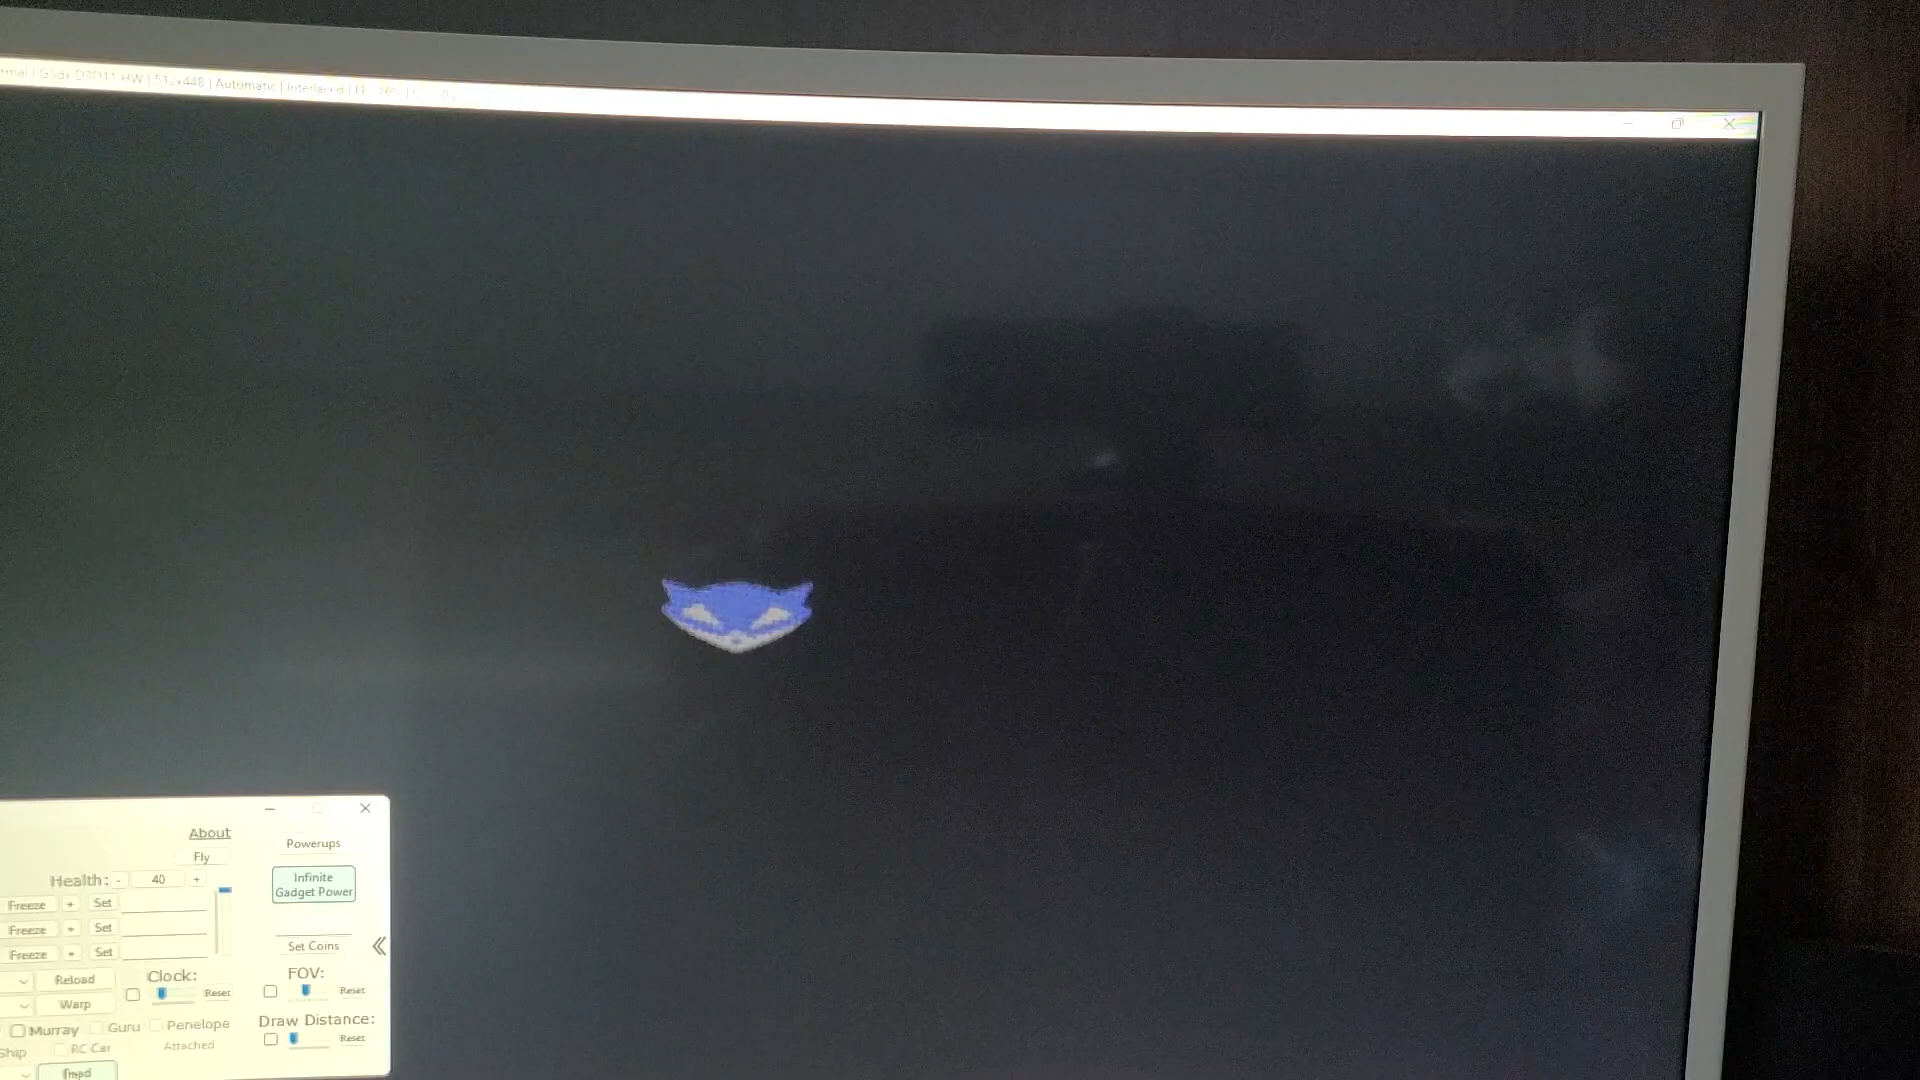 rmal | GSdx D3D11 HW | 512x448 | Automatic | Interlaced |
About
Powerups
Fly
Health: - 40 +
Infinite
Gadget Power
Freeze + Set
Freeze + Set
Set Coins
Freeze + Set
FOV:
Reload Clock:
Reset
Reset
Warp
Draw Distance:
Murray Guru Penelope
Reset
Ship RC Car Attached